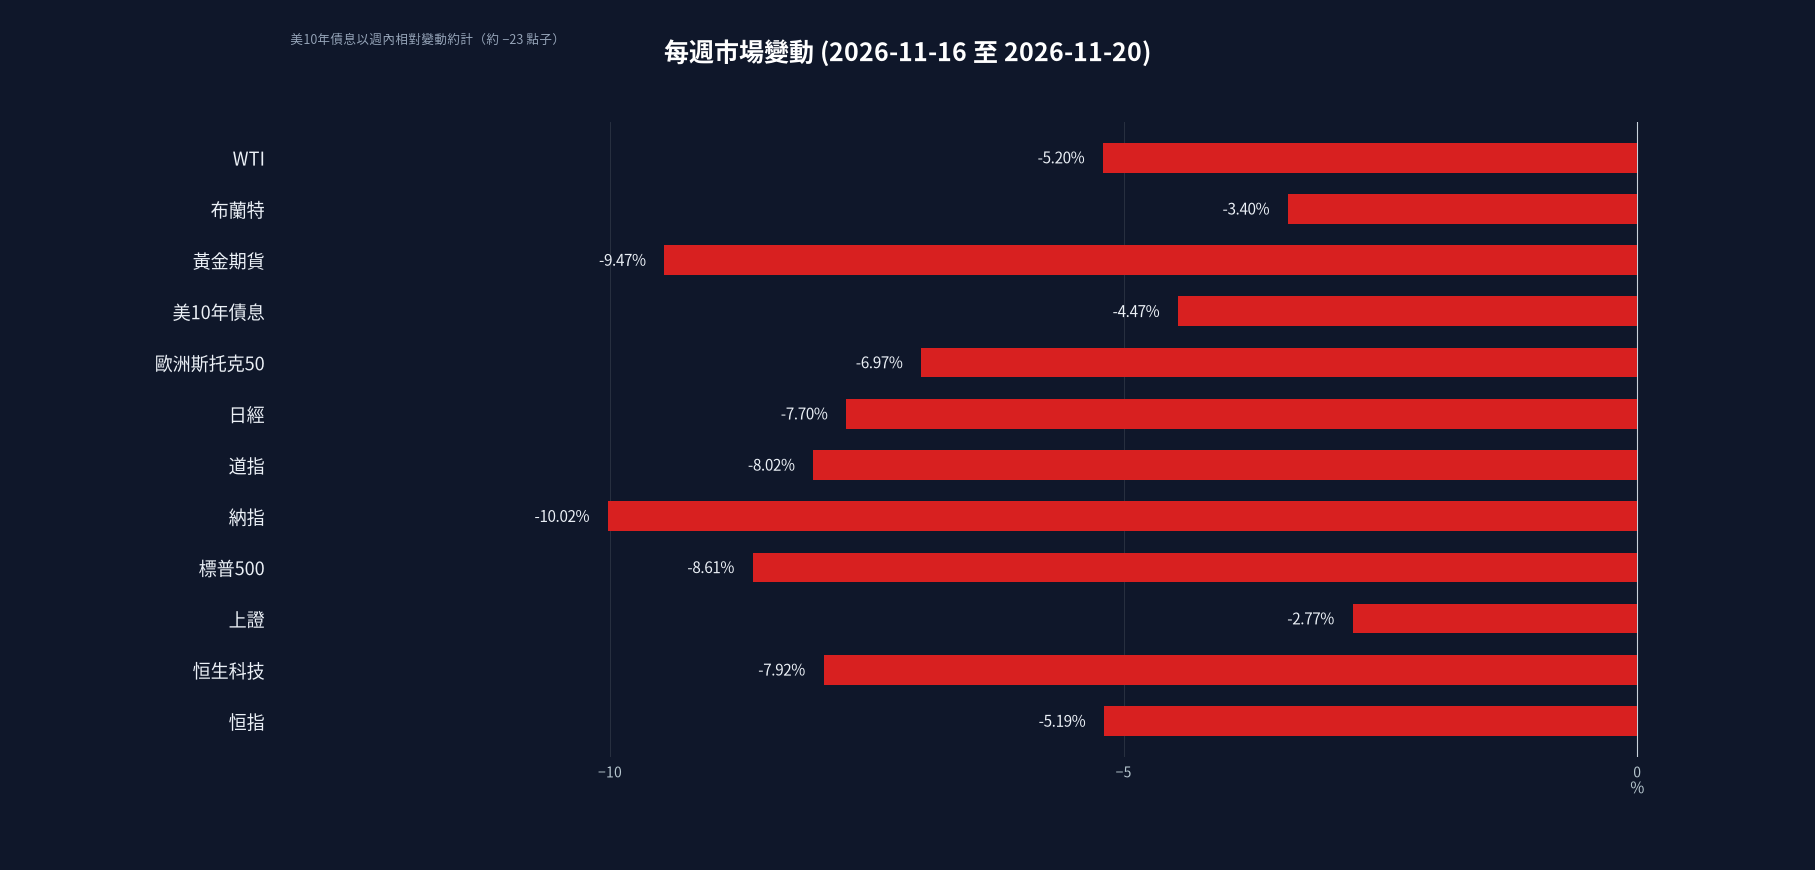 美10年債息以週內相對變動約計（約 −23 點子）
每週市場變動 (2026-11-16 至 2026-11-20)
WTI -5.20%
布蘭特 -3.40%
黃金期貨 -9.47%
美10年債息 -4.47%
歐洲斯托克50 -6.97%
日經 -7.70%
道指 -8.02%
納指 -10.02%
標普500 -8.61%
上證 -2.77%
恒生科技 -7.92%
恒指 -5.19%
−10 −5 0
%